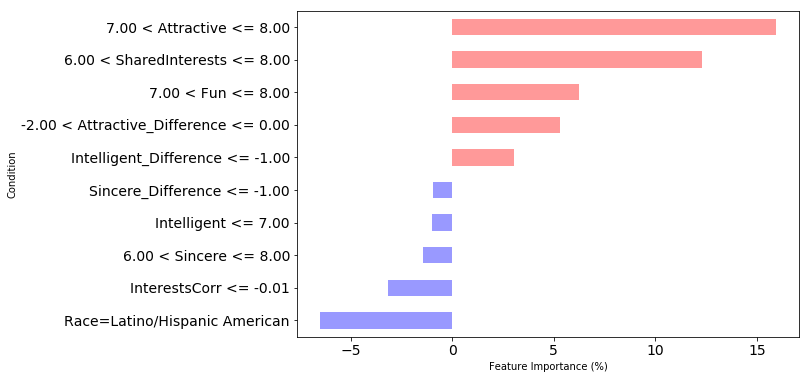 7.00 < Attractive <= 8.00
6.00 < SharedInterests <= 8.00
7.00 < Fun <= 8.00
-2.00 < Attractive_Difference <= 0.00
Intelligent_Difference <= -1.00
Sincere_Difference <= -1.00
Intelligent <= 7.00
6.00 < Sincere <= 8.00
InterestsCorr <= -0.01
Race=Latino/Hispanic American
Condition
−5 0 5 10 15
Feature Importance (%)